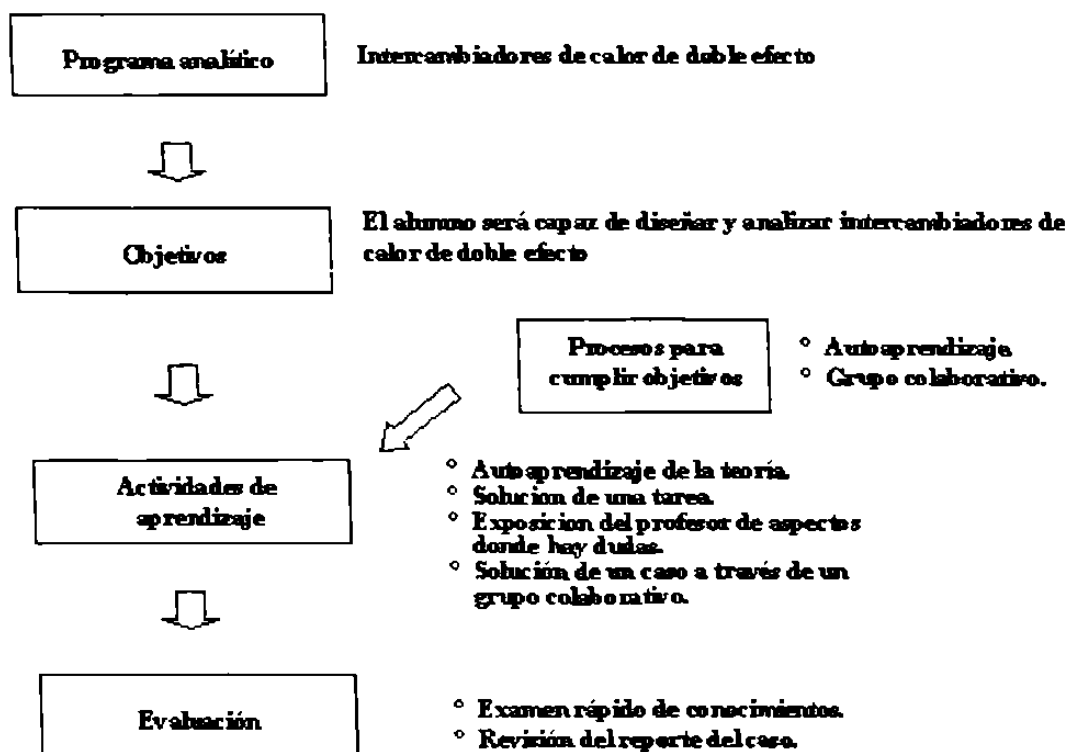 Programa analítico
Intercambiadores de calor de doble efecto
Objetivos
El alumno será capaz de diseñar y analizar intercambiadores de
calor de doble efecto
Procesos para
cumplir objetivos
° Autoaprendizaje
° Grupo colaborativo.
Actividades de
aprendizaje
° Autoaprendizaje de la teoría.
° Solucion de una tarea.
° Exposicion del profesor de aspectos
donde hay dudas.
° Solución de un caso a través de un
grupo colaborativo.
Evaluación
° Examen rápido de conocimientos.
° Revisión del reporte del caso.